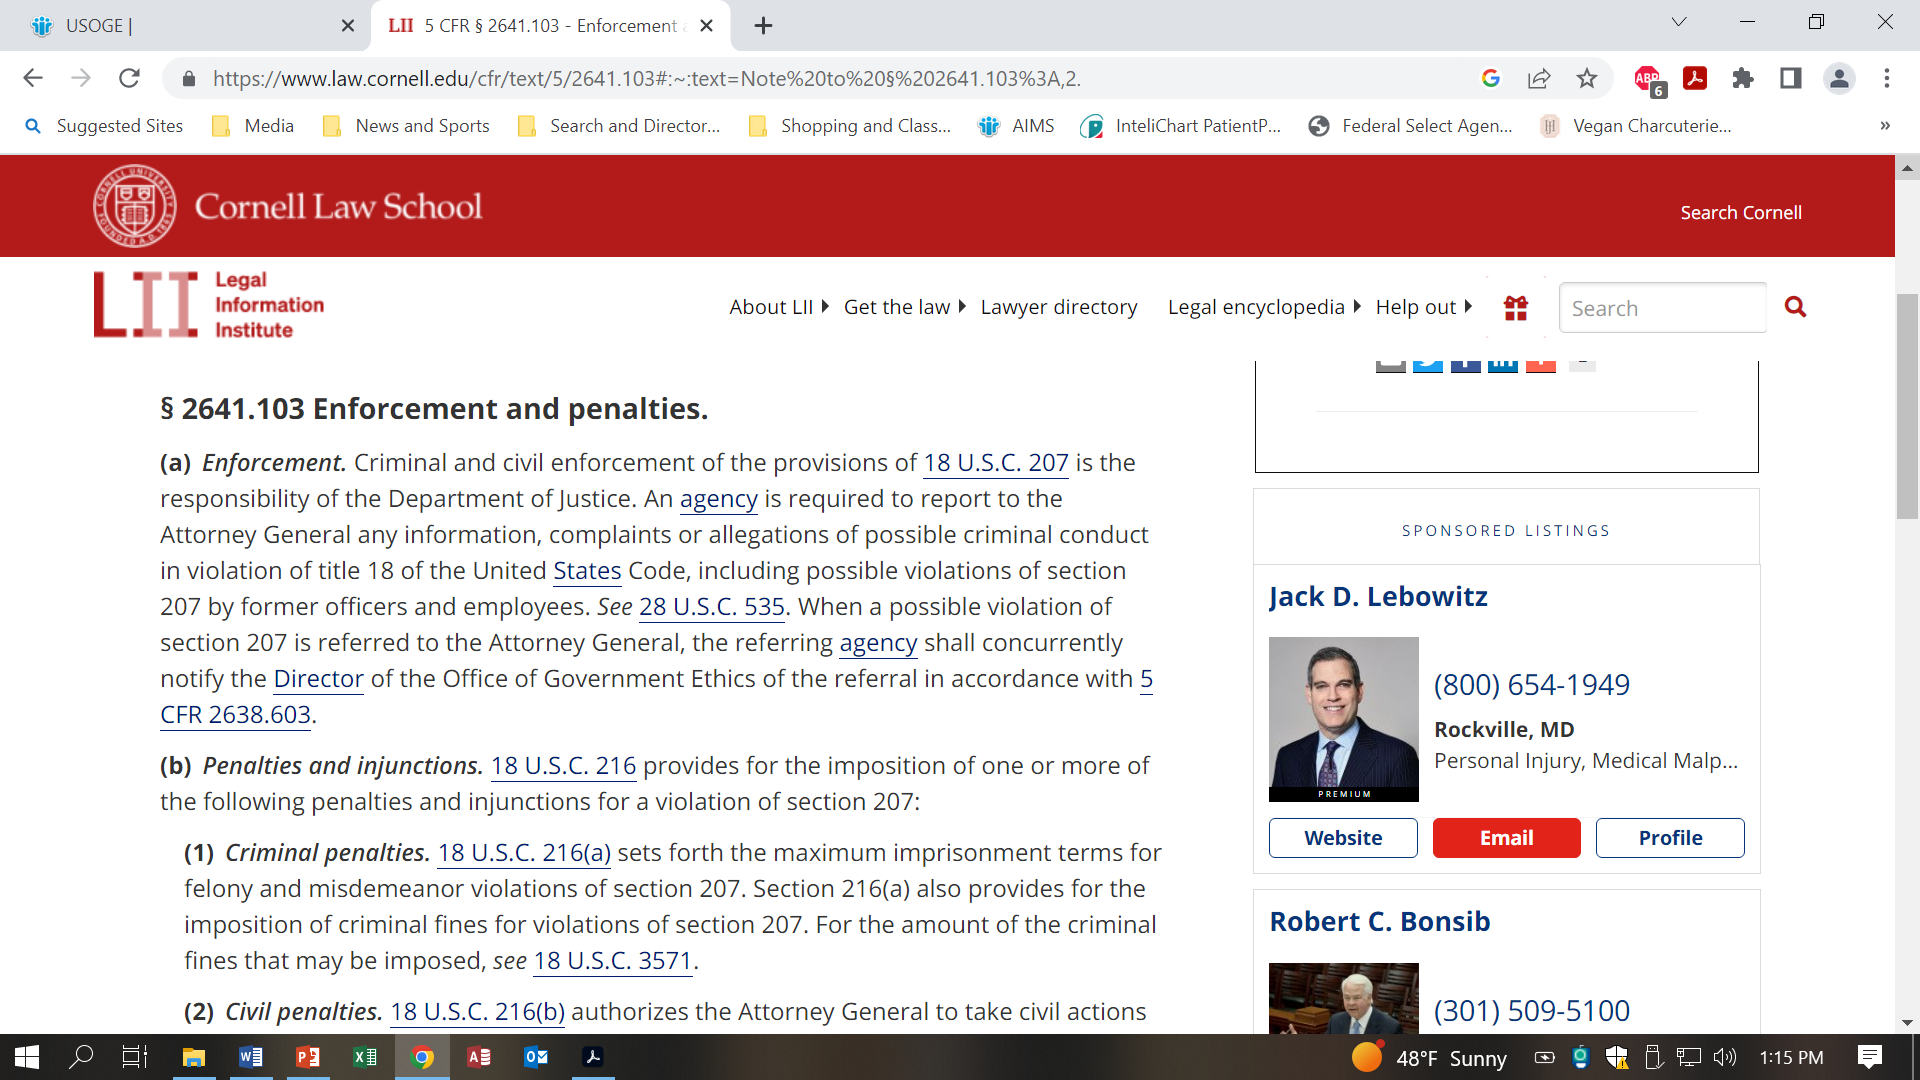 USOGE |
LII 5 CFR § 2641.103 - Enforcement
https://www.law.cornell.edu/cfr/text/5/2641.103#:~:text=Note%20to%20§%202641.103%3A,2.
ABP
6
Suggested Sites
Media
News and Sports
Search and Director...
Shopping and Class...
AIMS
InteliChart PatientP...
Federal Select Agen...
Vegan Charcuterie...
»
Cornell Law School
Search Cornell
LII
Legal
Information
Institute
About LII
Get the law
Lawyer directory
Legal encyclopedia
Help out
Search
§ 2641.103 Enforcement and penalties.
(a) Enforcement. Criminal and civil enforcement of the provisions of 18 U.S.C. 207 is the
responsibility of the Department of Justice. An agency is required to report to the
Attorney General any information, complaints or allegations of possible criminal conduct
in violation of title 18 of the United States Code, including possible violations of section
207 by former officers and employees. See 28 U.S.C. 535. When a possible violation of
section 207 is referred to the Attorney General, the referring agency shall concurrently
notify the Director of the Office of Government Ethics of the referral in accordance with 5
CFR 2638.603.
(b) Penalties and injunctions. 18 U.S.C. 216 provides for the imposition of one or more of
the following penalties and injunctions for a violation of section 207:
(1) Criminal penalties. 18 U.S.C. 216(a) sets forth the maximum imprisonment terms for
felony and misdemeanor violations of section 207. Section 216(a) also provides for the
imposition of criminal fines for violations of section 207. For the amount of the criminal
fines that may be imposed, see 18 U.S.C. 3571.
(2) Civil penalties. 18 U.S.C. 216(b) authorizes the Attorney General to take civil actions
SPONSORED LISTINGS
Jack D. Lebowitz
PREMIUM
(800) 654-1949
Rockville, MD
Personal Injury, Medical Malp...
Website
Email
Profile
Robert C. Bonsib
(301) 509-5100
48°F Sunny
1:15 PM